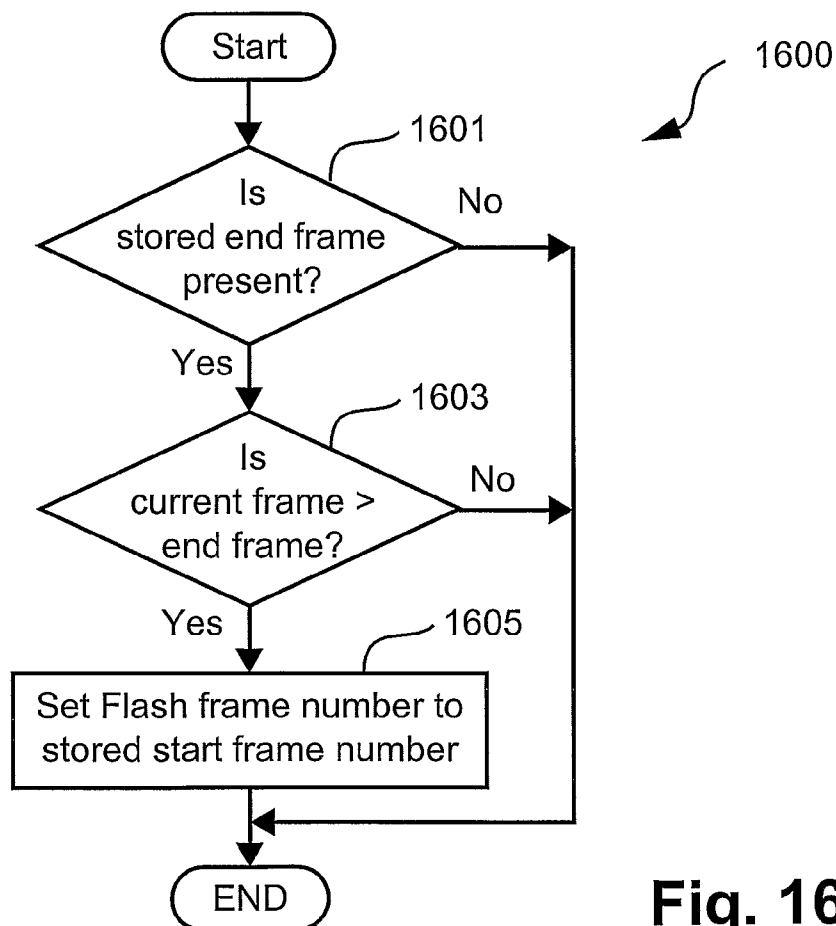 Start
1600
1601
Is
stored end frame
present?
No
Yes
1603
Is
current frame >
end frame?
No
Yes
1605
Set Flash frame number to
stored start frame number
END
Fig. 16